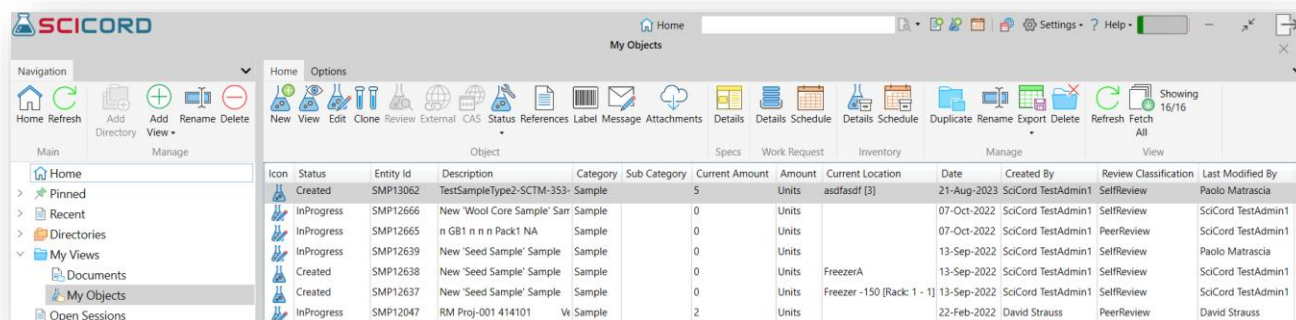 SCICORD
Home
Settings
? Help
My Objects
Navigation
Home Options
Home Refresh Add Directory Add View Rename Delete
New View Edit Clone Review External CAS Status References Label Message Attachments Details Details Schedule Details Schedule Duplicate Rename Export Delete Refresh Fetch All Showing 16/16
Main Manage Object Specs Work Request Inventory Manage View
Home
Pinned
Recent
Directories
My Views
Documents
My Objects
Open Sessions
Icon Status Entity Id Description Category Sub Category Current Amount Amount Current Location Date Created By Review Classification Last Modified By
Created SMP13062 TestSampleType2-SCTM-353- Sample 5 Units asdfasdf [3] 21-Aug-2023 SciCord TestAdmin1 SelfReview Paolo Matrascia
InProgress SMP12666 New 'Wool Core Sample' Sam Sample 0 Units 07-Oct-2022 SciCord TestAdmin1 SelfReview SciCord TestAdmin1
InProgress SMP12665 n GB1 n n n Pack1 NA Sample 0 Units 07-Oct-2022 SciCord TestAdmin1 PeerReview SciCord TestAdmin1
InProgress SMP12639 New 'Seed Sample' Sample Sample 0 Units 13-Sep-2022 SciCord TestAdmin1 SelfReview Paolo Matrascia
Created SMP12638 New 'Seed Sample' Sample Sample 0 Units FreezerA 13-Sep-2022 SciCord TestAdmin1 SelfReview SciCord TestAdmin1
Created SMP12637 New 'Seed Sample' Sample Sample 0 Units Freezer -150 [Rack: 1 - 1] 13-Sep-2022 SciCord TestAdmin1 SelfReview SciCord TestAdmin1
InProgress SMP12047 RM Proj-001 414101 Ve Sample 2 Units 22-Feb-2022 David Strauss PeerReview David Strauss